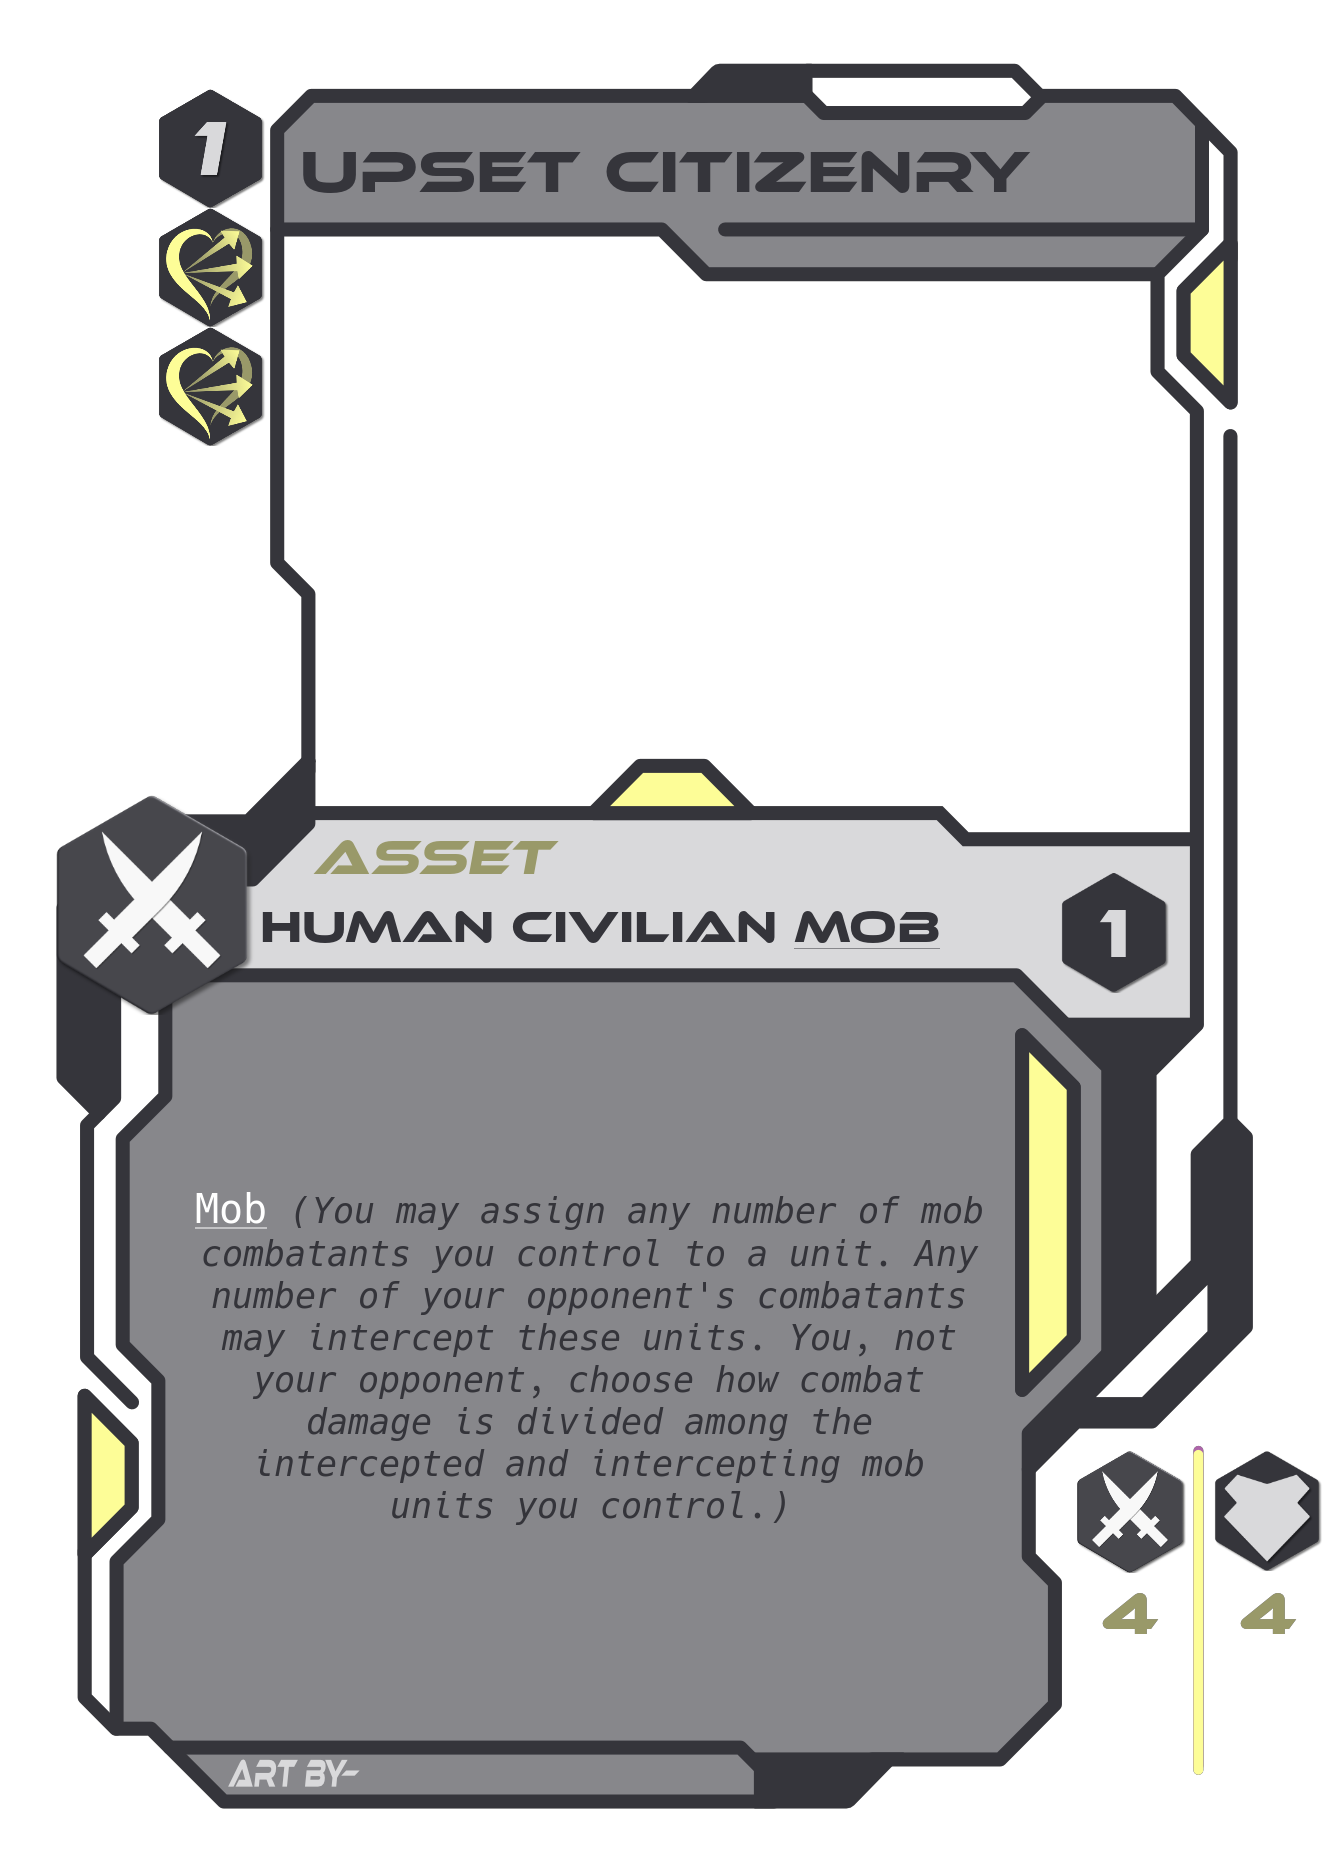 1
UPSET CITIZENRY
ASSET
HUMAN CIVILIAN MOB
1
Mob (You may assign any number of mob
combatants you control to a unit. Any
number of your opponent's combatants
may intercept these units. You, not
your opponent, choose how combat
damage is divided among the
intercepted and intercepting mob
units you control.)
4
4
ART BY-